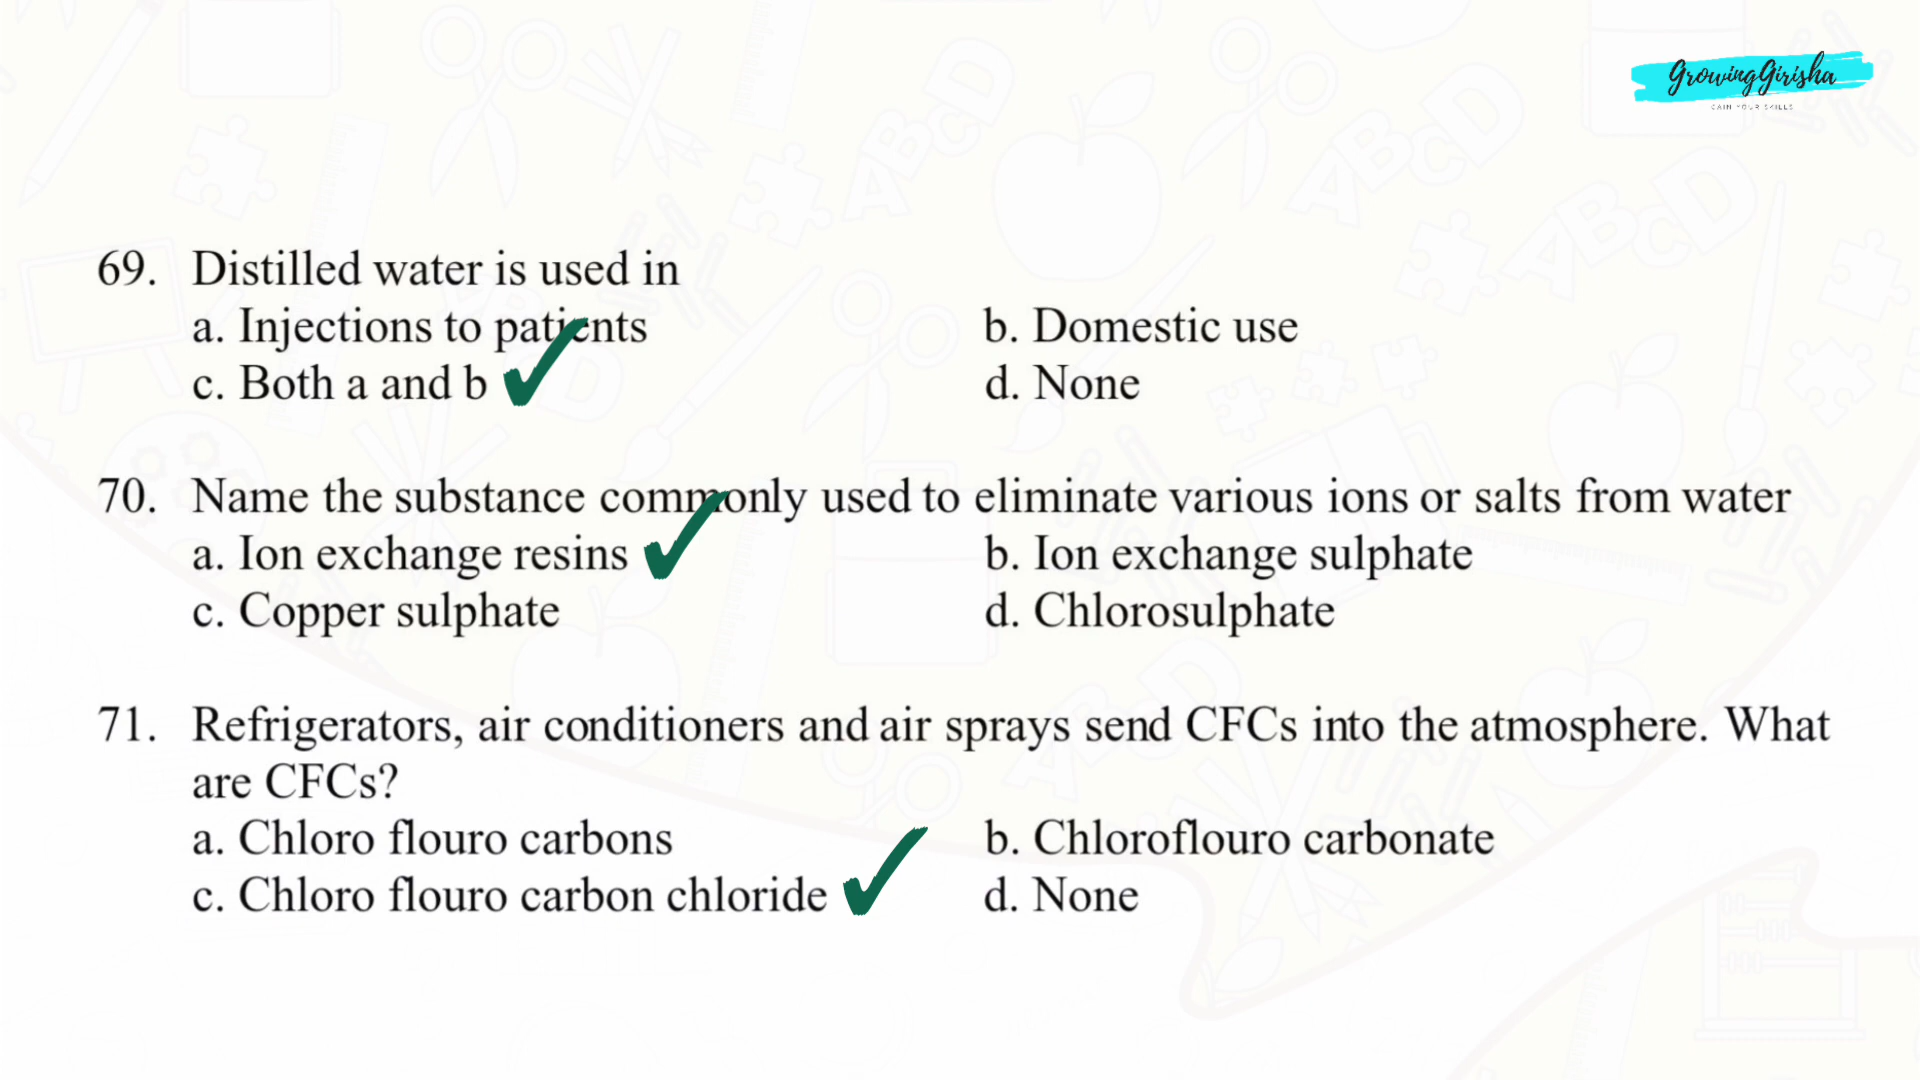 GrowingGirisha
GAIN YOUR SKILLS
69. Distilled water is used in
a. Injections to patients b. Domestic use
c. Both a and b d. None
70. Name the substance commonly used to eliminate various ions or salts from water
a. Ion exchange resins b. Ion exchange sulphate
c. Copper sulphate d. Chlorosulphate
71. Refrigerators, air conditioners and air sprays send CFCs into the atmosphere. What
are CFCs?
a. Chloro flouro carbons b. Chloroflouro carbonate
c. Chloro flouro carbon chloride d. None